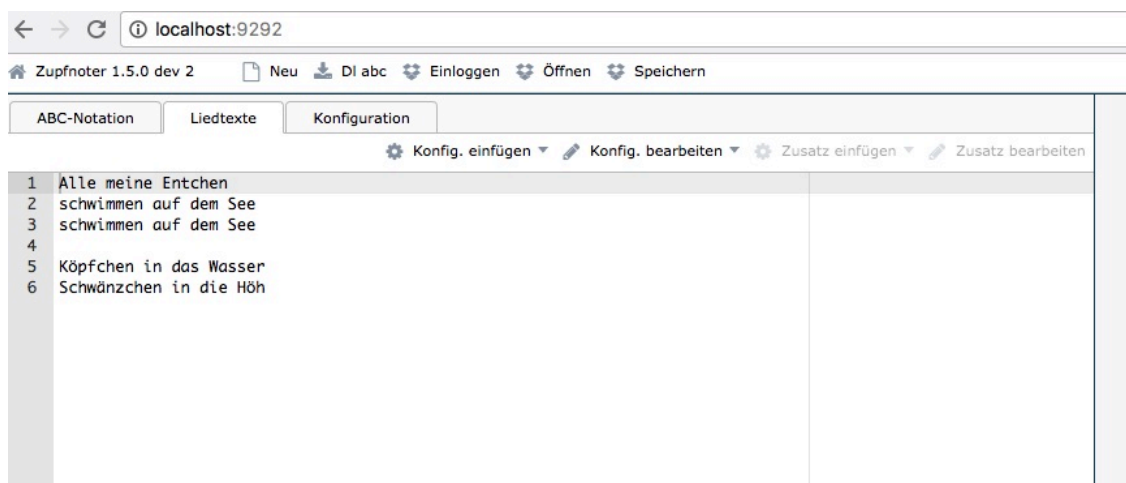 localhost:9292
Zupfnoter 1.5.0 dev 2 Neu Dl abc Einloggen Öffnen Speichern
ABC-Notation Liedtexte Konfiguration
Konfig. einfügen Konfig. bearbeiten Zusatz einfügen Zusatz bearbeiten
1 Alle meine Entchen
2 schwimmen auf dem See
3 schwimmen auf dem See
4
5 Köpfchen in das Wasser
6 Schwänzchen in die Höh